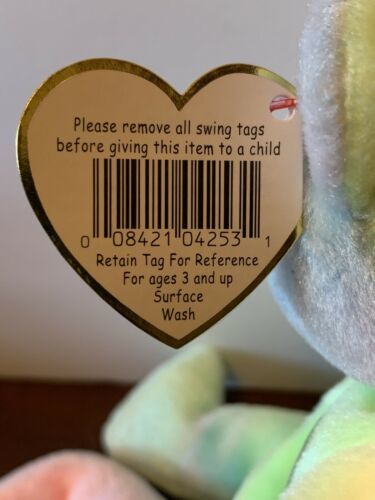 Please remove all swing tags
before giving this item to a child
0 08421 04253 1
Retain Tag For Reference
For ages 3 and up
Surface
Wash